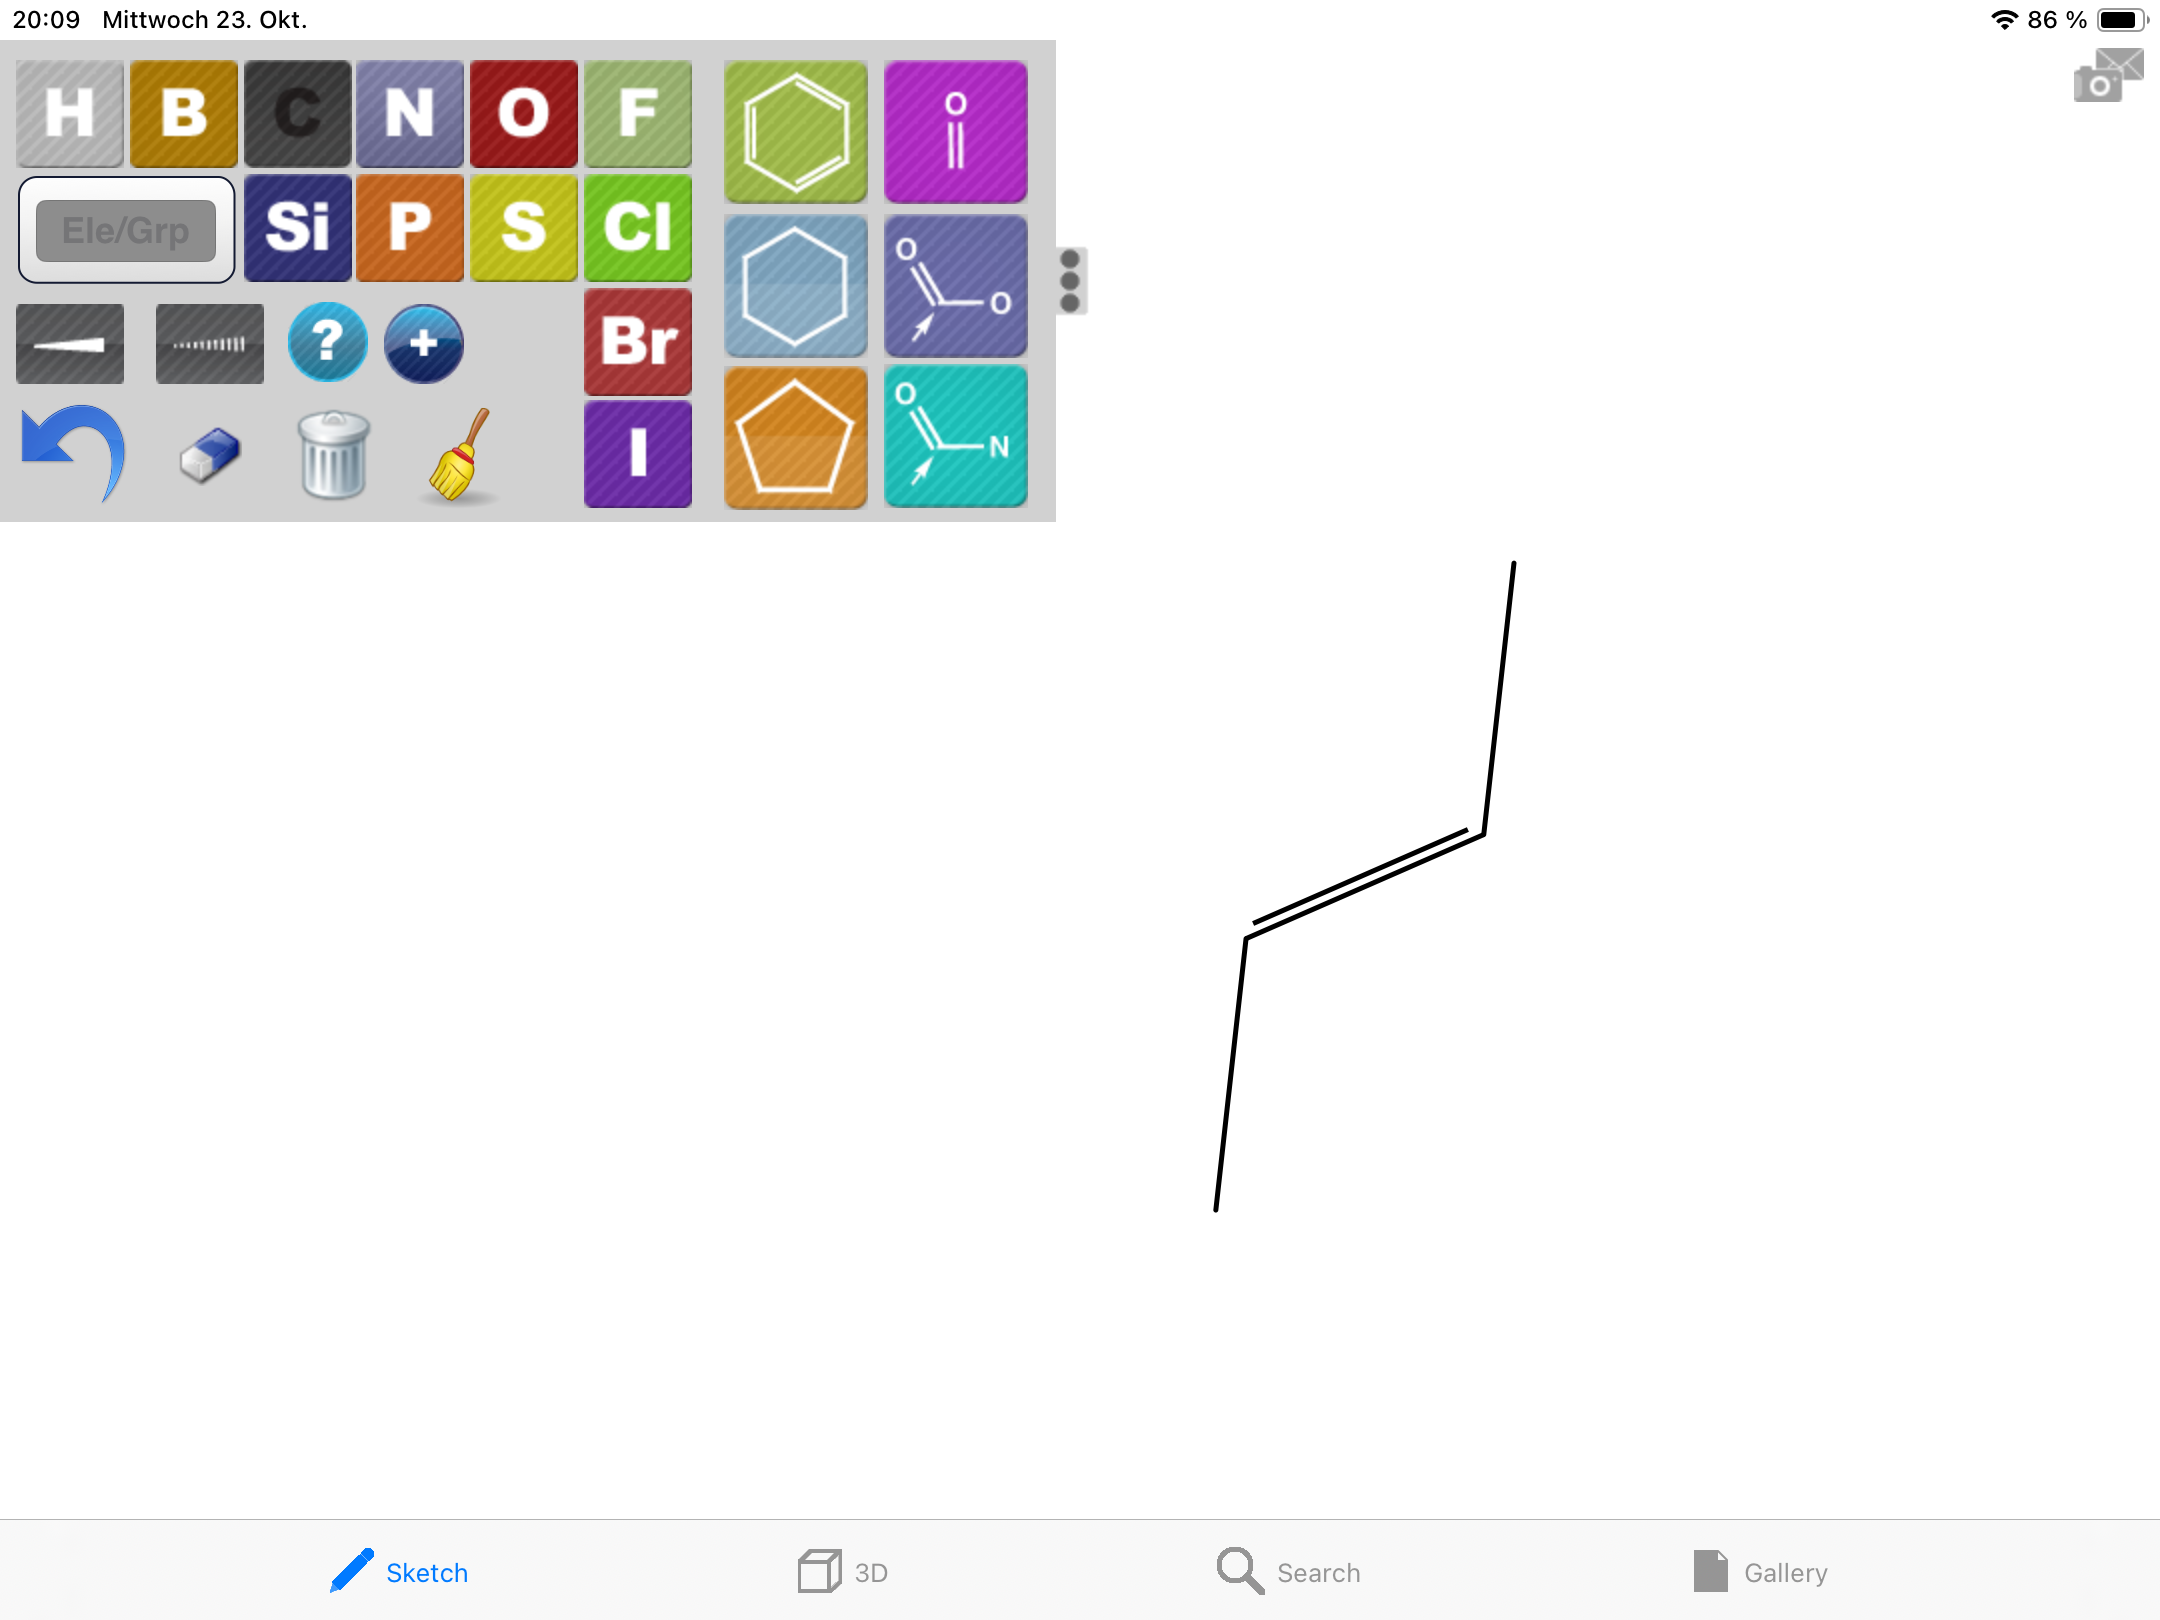 20:09 Mittwoch 23. Okt.
86 %
H B C N O F
O
Ele/Grp Si P S Cl
O
O
? + Br
O
N
I
Sketch 3D Search Gallery